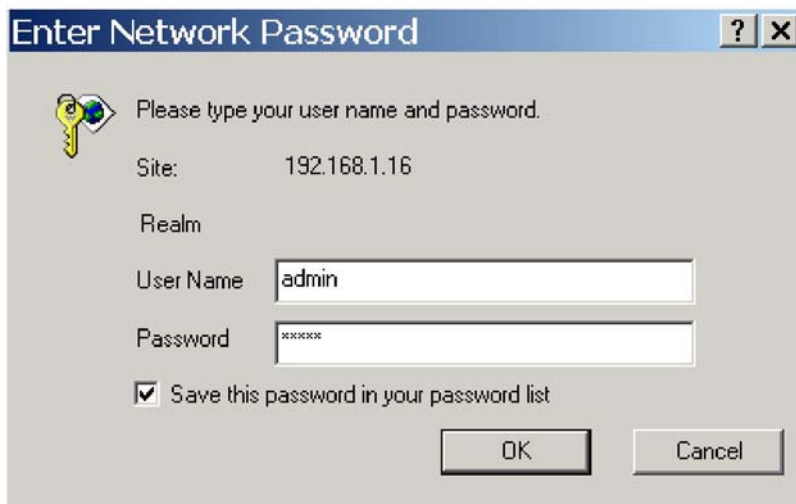 Enter Network Password
Please type your user name and password.
Site: 192.168.1.16
Realm
User Name admin
Password xxxxx
Save this password in your password list
OK Cancel